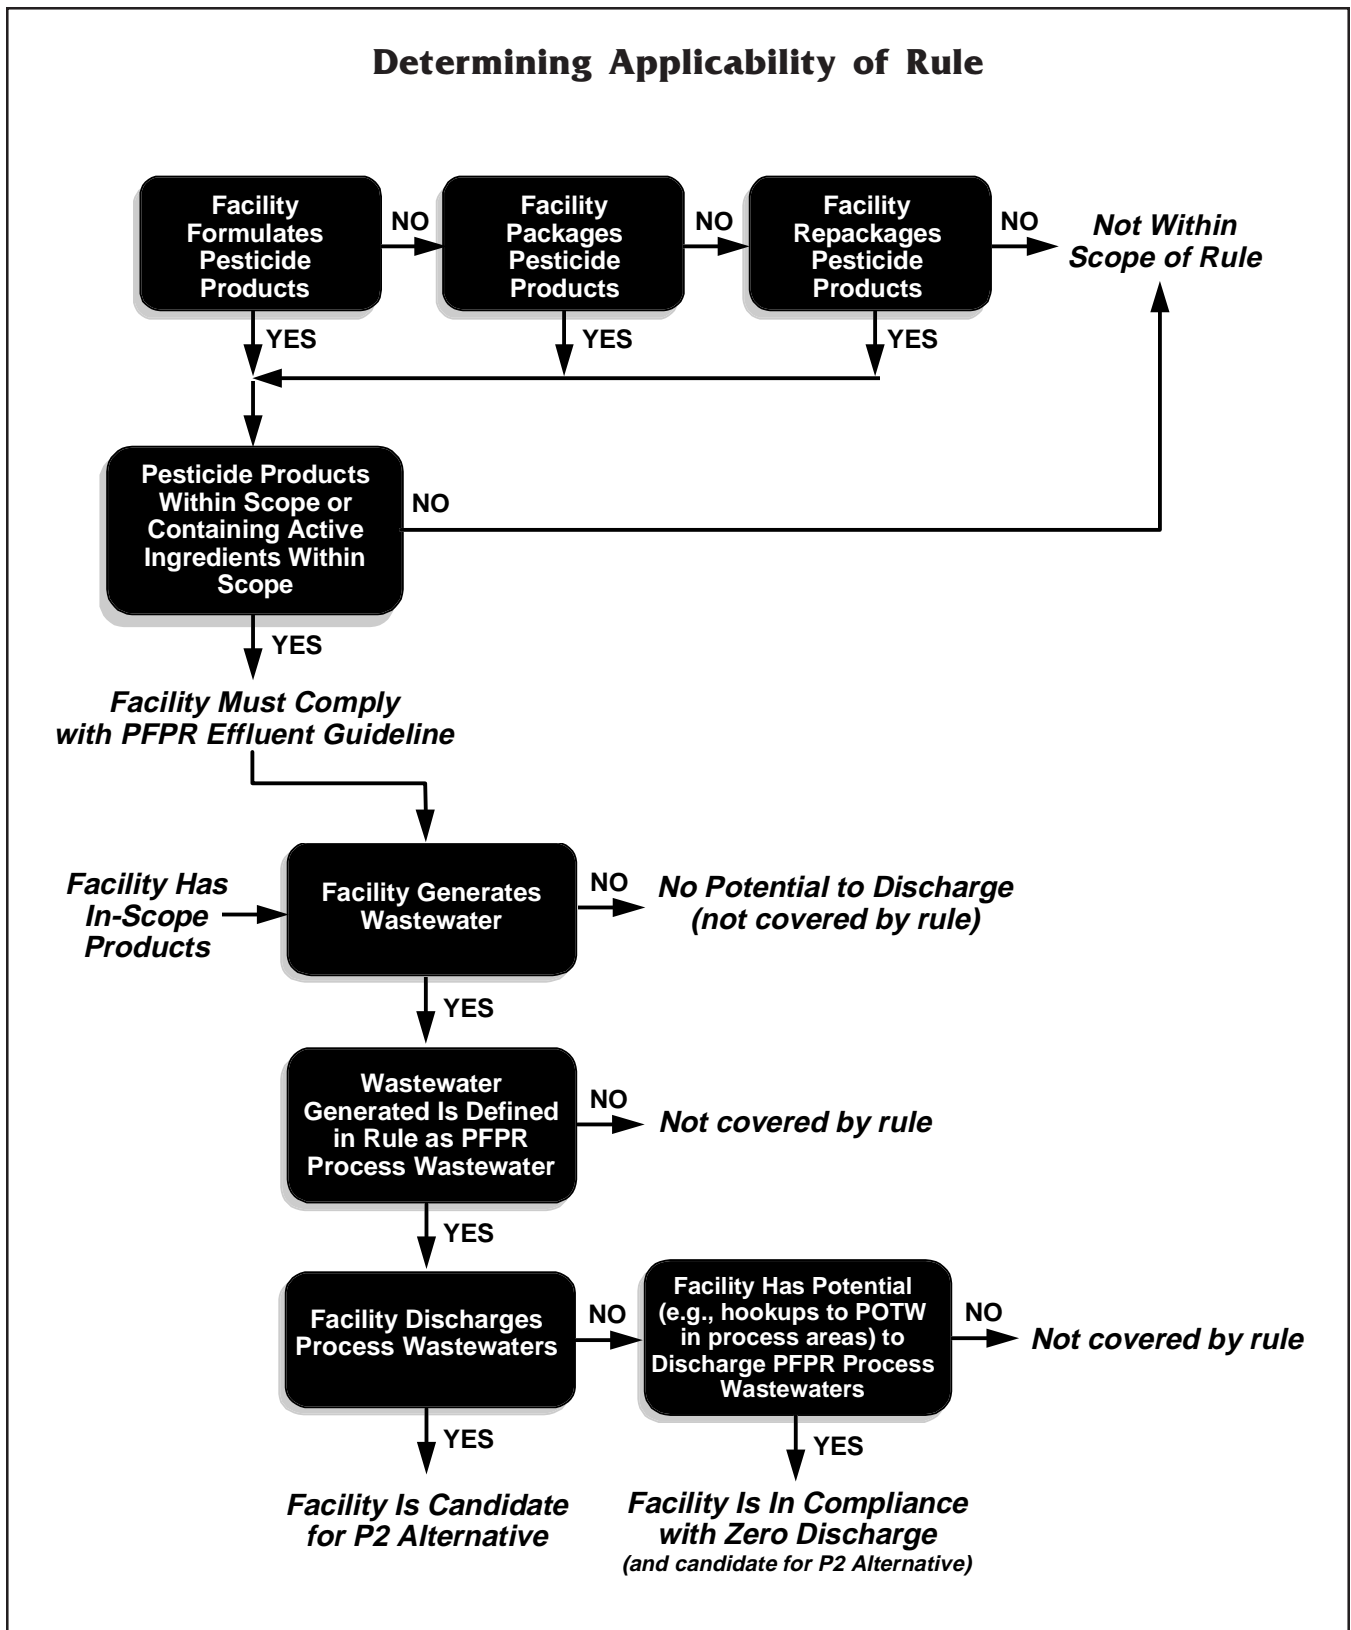 Determining Applicability of Rule
Facility
Formulates
Pesticide
Products
NO
Facility
Packages
Pesticide
Products
NO
Facility
Repackages
Pesticide
Products
NO
Not Within
Scope of Rule
YES
YES
YES
Pesticide Products
Within Scope or
Containing Active
Ingredients Within
Scope
NO
YES
Facility Must Comply
with PFPR Effluent Guideline
Facility Has
In-Scope
Products
Facility Generates
Wastewater
NO
No Potential to Discharge
(not covered by rule)
YES
Wastewater
Generated Is Defined
in Rule as PFPR
Process Wastewater
NO
Not covered by rule
YES
Facility Discharges
Process Wastewaters
NO
Facility Has Potential
(e.g., hookups to POTW
in process areas) to
Discharge PFPR Process
Wastewaters
NO
Not covered by rule
YES
YES
Facility Is Candidate
for P2 Alternative
Facility Is In Compliance
with Zero Discharge
(and candidate for P2 Alternative)